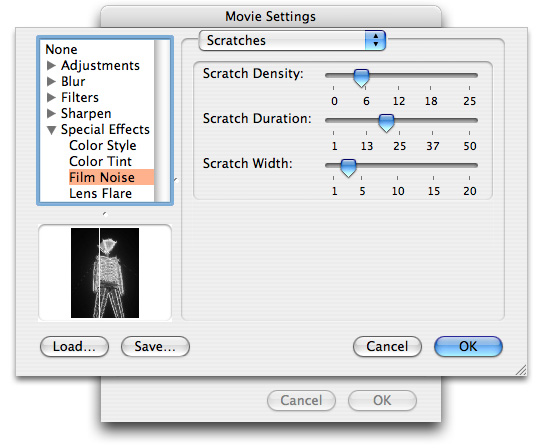 Movie Settings
None
Adjustments
Blur
Filters
Sharpen
Special Effects
Color Style
Color Tint
Film Noise
Lens Flare
Scratches
Scratch Density:
0 6 12 18 25
Scratch Duration:
1 13 25 37 50
Scratch Width:
1 5 10 15 20
Load... Save... Cancel OK
Cancel OK